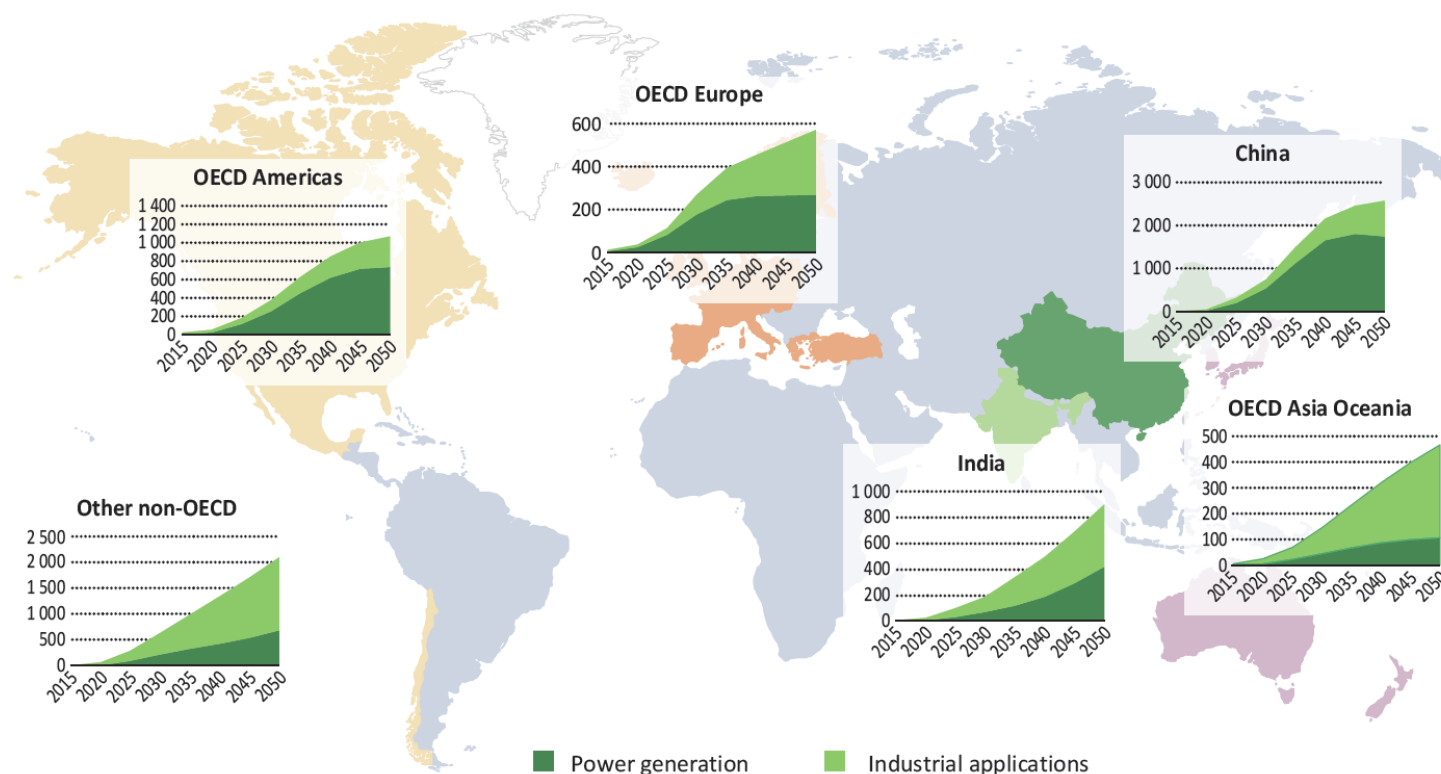 OECD Europe
600
400
200
0
2015 2020 2025 2030 2035 2040 2045 2050
China
3 000
2 000
1 000
0
2015 2020 2025 2030 2035 2040 2045 2050
OECD Americas
1 400
1 200
1 000
800
600
400
200
0
2015 2020 2025 2030 2035 2040 2045 2050
OECD Asia Oceania
500
400
300
200
100
0
2015 2020 2025 2030 2035 2040 2045 2050
India
1 000
800
600
400
200
0
2015 2020 2025 2030 2035 2040 2045 2050
Other non-OECD
2 500
2 000
1 500
1 000
500
0
2015 2020 2025 2030 2035 2040 2045 2050
Power generation
Industrial applications